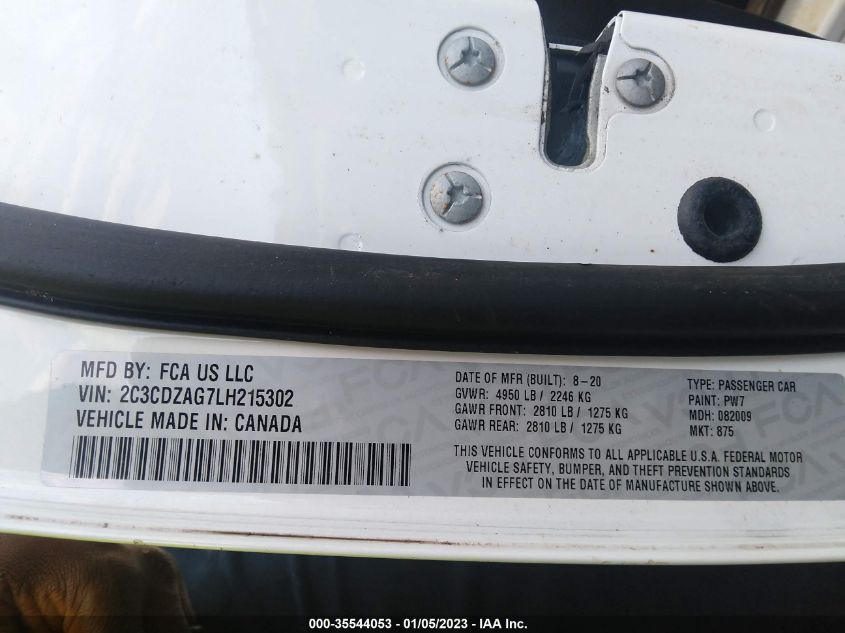 MFD BY: FCA US LLC
VIN: 2C3CDZAG7LH215302
VEHICLE MADE IN: CANADA
DATE OF MFR (BUILT): 8-20
GVWR: 4950 LB / 2246 KG
GAWR FRONT: 2810 LB / 1275 KG
GAWR REAR: 2810 LB / 1275 KG
TYPE: PASSENGER CAR
PAINT: PW7
MDH: 082009
MKT: 875
THIS VEHICLE CONFORMS TO ALL APPLICABLE U.S.A. FEDERAL MOTOR
VEHICLE SAFETY, BUMPER, AND THEFT PREVENTION STANDARDS
IN EFFECT ON THE DATE OF MANUFACTURE SHOWN ABOVE.
000-35544053 - 01/05/2023 - IAA Inc.